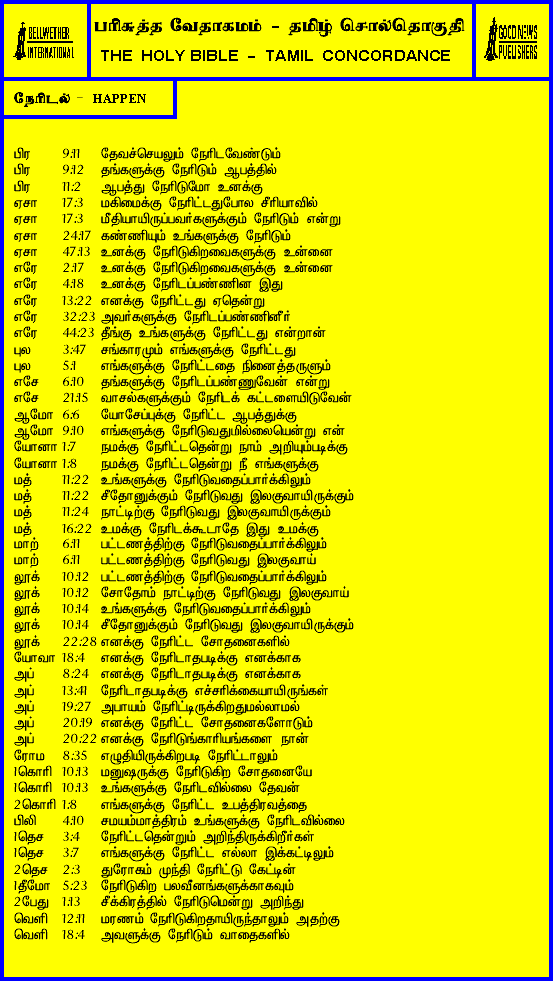 BELLWETHER
INTERNATIONAL
பரிசுத்த வேதாகமம் - தமிழ் சொல்தொகுதி
THE HOLY BIBLE - TAMIL CONCORDANCE
GOOD NEWS
PUBLISHERS
நேரிடல் - HAPPEN
பிர 9:11 தேவச்செயலும் நேரிடவேண்டும்
பிர 9:12 தங்களுக்கு நேரிடும் ஆபத்தில்
பிர 11:2 ஆபத்து நேரிடுமோ உனக்கு
ஏசா 17:3 மகிமைக்கு நேரிட்டதுபோல சீரியாவில்
ஏசா 17:3 மீதியாயிருப்பவர்களுக்கும் நேரிடும் என்று
ஏசா 24:17 கண்ணியும் உங்களுக்கு நேரிடும்
ஏசா 47:13 உனக்கு நேரிடுகிறவைகளுக்கு உன்னை
எரே 2:17 உனக்கு நேரிடுகிறவைகளுக்கு உன்னை
எரே 4:18 உனக்கு நேரிடப்பண்ணின இது
எரே 13:22 எனக்கு நேரிட்டது ஏதென்று
எரே 32:23 அவர்களுக்கு நேரிடப்பண்ணினீர்
எரே 44:23 தீங்கு உங்களுக்கு நேரிட்டது என்றான்
புல 3:47 சங்காரமும் எங்களுக்கு நேரிட்டது
புல 5:1 எங்களுக்கு நேரிட்டதை நினைத்தருளும்
எசே 6:10 தங்களுக்கு நேரிடப்பண்ணுவேன் என்று
எசே 21:15 வாசல்களுக்கும் நேரிடக் கட்டளையிடுவேன்
ஆமோ 6:6 யோசேப்புக்கு நேரிட்ட ஆபத்துக்கு
ஆமோ 9:10 எங்களுக்கு நேரிடுவதுமில்லையென்று என்
யோனா 1:7 நமக்கு நேரிட்டதென்று நாம் அறியும்படிக்கு
யோனா 1:8 நமக்கு நேரிட்டதென்று நீ எங்களுக்கு
மத் 11:22 உங்களுக்கு நேரிடுவதைப்பார்க்கிலும்
மத் 11:22 சீதோனுக்கும் நேரிடுவது இலகுவாயிருக்கும்
மத் 11:24 நாட்டிற்கு நேரிடுவது இலகுவாயிருக்கும்
மத் 16:22 உமக்கு நேரிடக்கூடாதே இது உமக்கு
மாற் 6:11 பட்டணத்திற்கு நேரிடுவதைப்பார்க்கிலும்
மாற் 6:11 பட்டணத்திற்கு நேரிடுவது இலகுவாய்
லூக் 10:12 பட்டணத்திற்கு நேரிடுவதைப்பார்க்கிலும்
லூக் 10:12 சோதோம் நாட்டிற்கு நேரிடுவது இலகுவாய்
லூக் 10:14 உங்களுக்கு நேரிடுவதைப்பார்க்கிலும்
லூக் 10:14 சீதோனுக்கும் நேரிடுவது இலகுவாயிருக்கும்
லூக் 22:28 எனக்கு நேரிட்ட சோதனைகளில்
யோவா 18:4 எனக்கு நேரிடாதபடிக்கு எனக்காக
அப் 8:24 எனக்கு நேரிடாதபடிக்கு எனக்காக
அப் 13:41 நேரிடாதபடிக்கு எச்சரிக்கையாயிருங்கள்
அப் 19:27 அபாயம் நேரிட்டிருக்கிறதுமல்லாமல்
அப் 20:19 எனக்கு நேரிட்ட சோதனைகளோடும்
அப் 20:22 எனக்கு நேரிடுங்காரியங்களை நான்
ரோம 8:35 எழுதியிருக்கிறபடி நேரிட்டாலும்
1கொரி 10:13 மனுஷருக்கு நேரிடுகிற சோதனையே
1கொரி 10:13 உங்களுக்கு நேரிடவில்லை தேவன்
2கொரி 1:8 எங்களுக்கு நேரிட்ட உபத்திரவத்தை
பிலி 4:10 சமயம்மாத்திரம் உங்களுக்கு நேரிடவில்லை
1தெச 3:4 நேரிட்டதென்றும் அறிந்திருக்கிறீர்கள்
1தெச 3:7 எங்களுக்கு நேரிட்ட எல்லா இக்கட்டிலும்
2தெச 2:3 துரோகம் முந்தி நேரிட்டு கேட்டின்
1தீமோ 5:23 நேரிடுகிற பலவீனங்களுக்காகவும்
2பேது 1:13 சீக்கிரத்தில் நேரிடுமென்று அறிந்து
வெளி 12:11 மரணம் நேரிடுகிறதாயிருந்தாலும் அதற்கு
வெளி 18:4 அவளுக்கு நேரிடும் வாதைகளில்